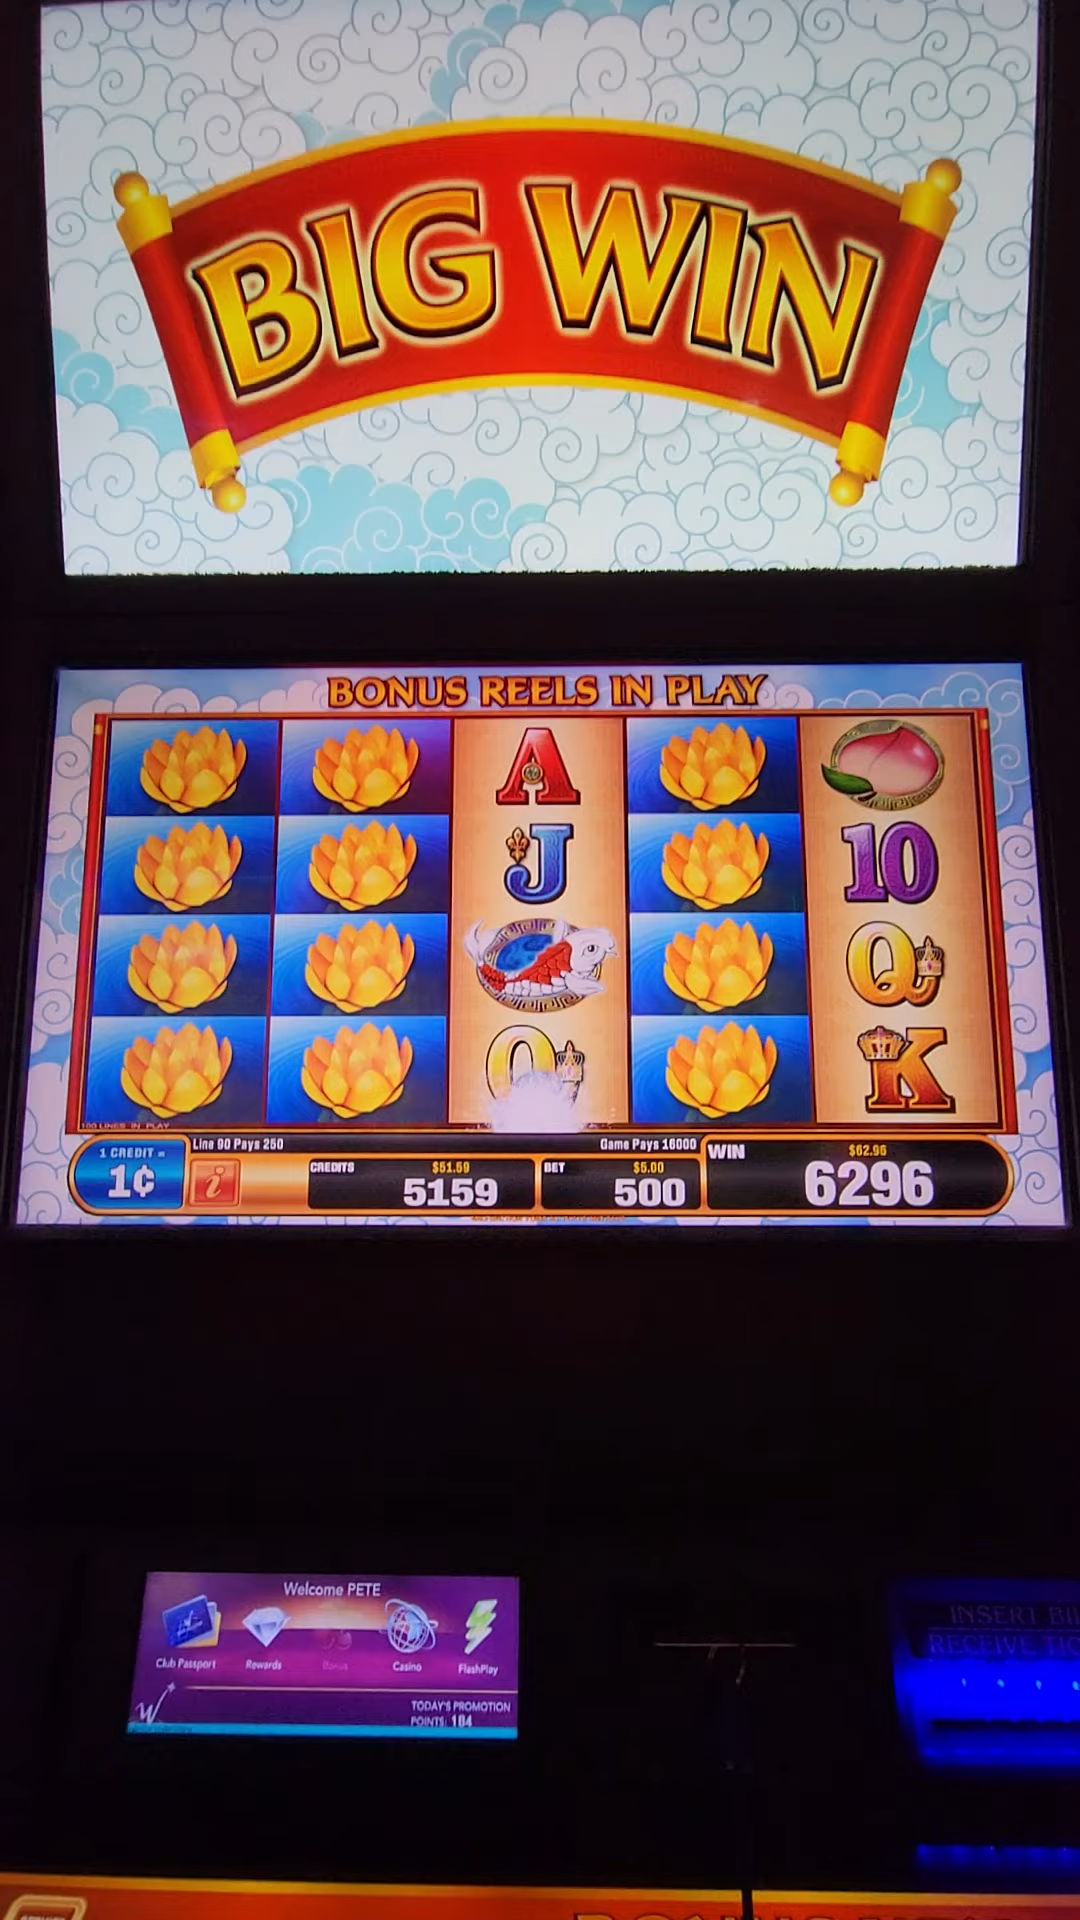 BIG WIN
BONUS REELS IN PLAY
A
J
10
Q
Q
K
100 LINES IN PLAY
1 CREDIT =
1¢
Line 90 Pays 250
Game Pays 16000
i
CREDITS
$51.59
5159
BET
$5.00
500
WIN
$62.96
6296
Welcome PETE
Club Passport
Rewards
Bonus
Casino
FlashPlay
W
TODAY'S PROMOTION
POINTS: 184
INSERT
RECEIVE